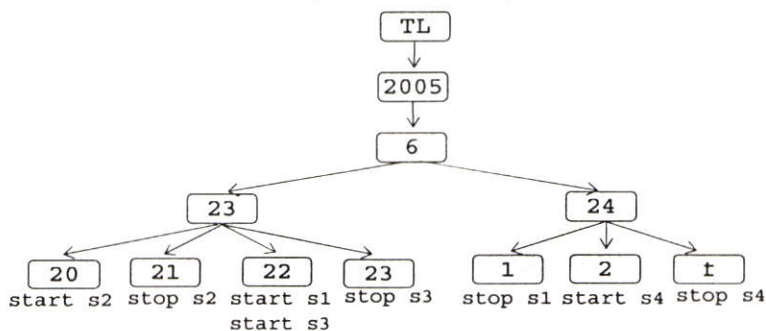 TL
2005
6
23 24
20 21 22 23 1 2 t
start s2 stop s2 start s1 stop s3 stop s1 start s4 stop s4
start s3